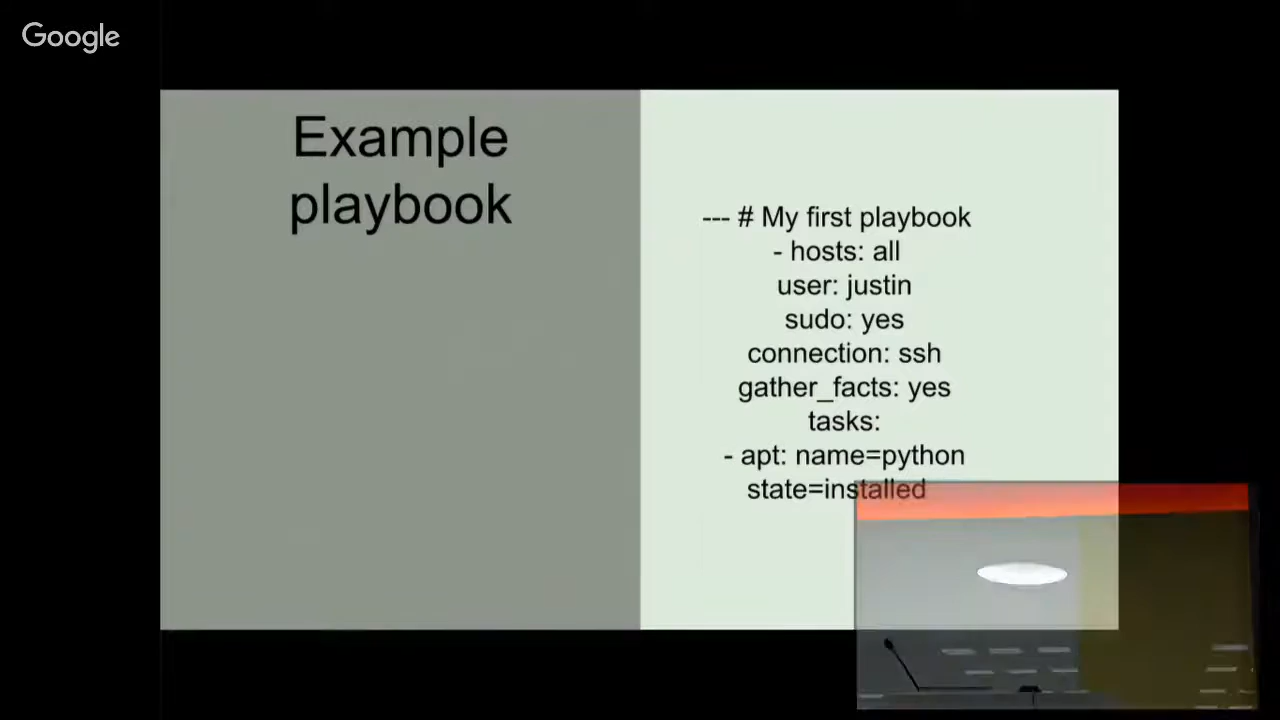 Google
Example
playbook
--- # My first playbook
- hosts: all
user: justin
sudo: yes
connection: ssh
gather_facts: yes
tasks:
- apt: name=python
state=installed